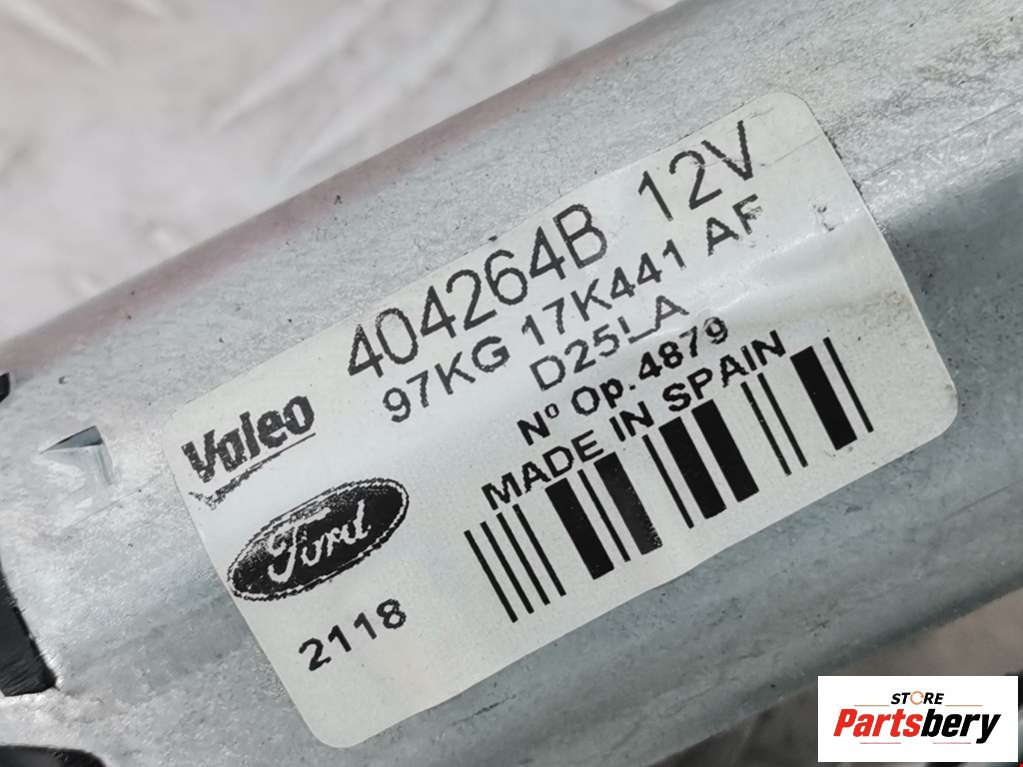 404264B 12V
97KG 17K441 AF
D25LA
Nº Op.4879
MADE IN SPAIN
Valeo
Ford
2118
STORE
Partsbery